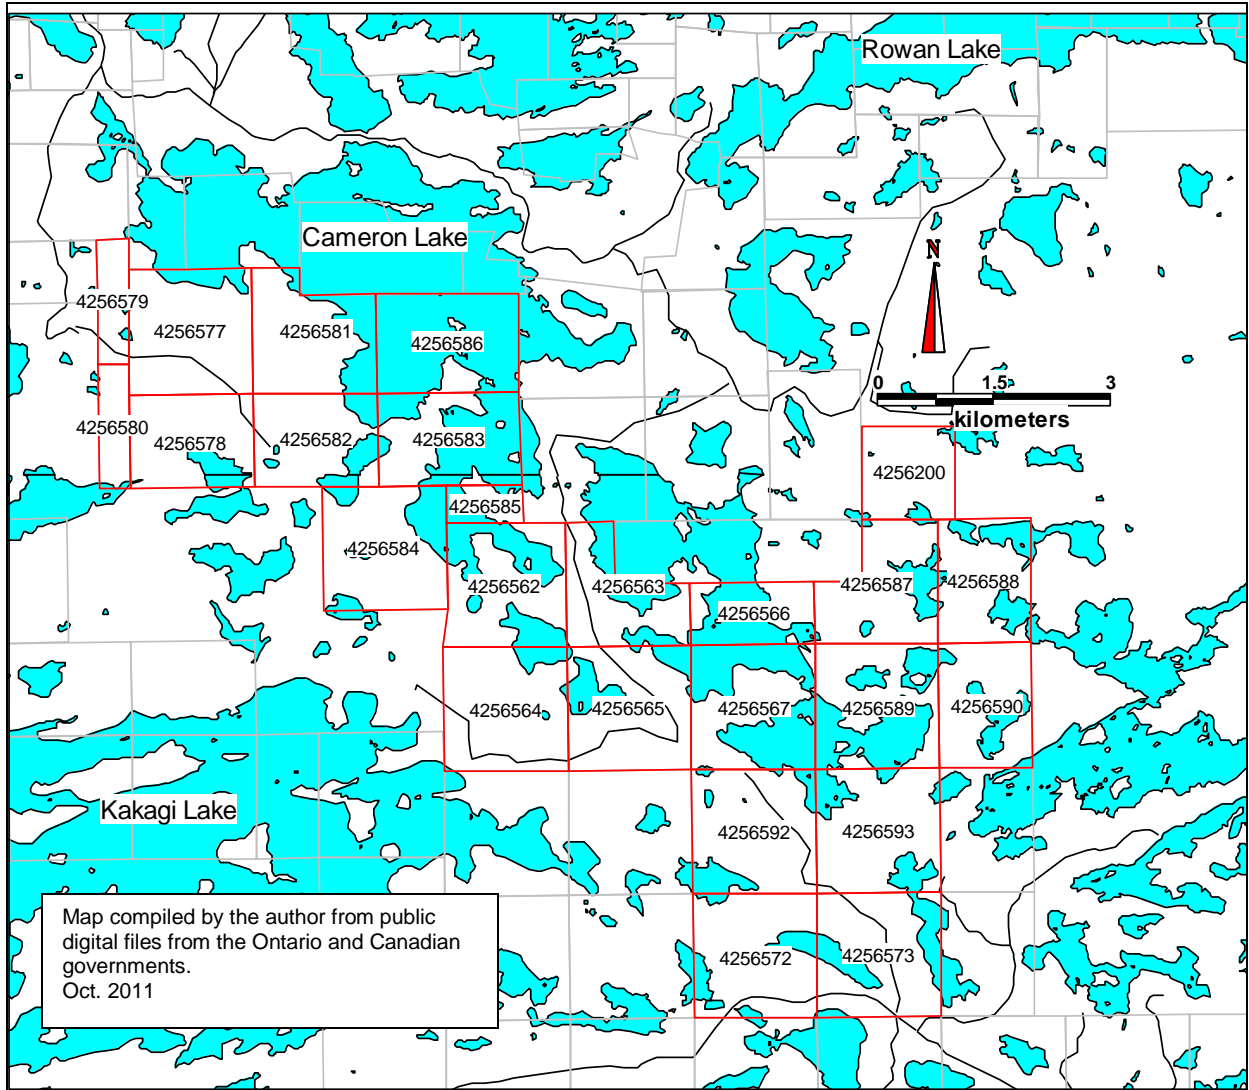 Rowan Lake
Cameron Lake
N
4256579
4256577
4256581
4256586
0 1.5 3
kilometers
4256580
4256578
4256582
4256583
4256200
4256585
4256584
4256562
4256563
4256587
4256588
4256566
4256564
4256565
4256567
4256589
4256590
Kakagi Lake
4256592
4256593
4256572
4256573
Map compiled by the author from public
digital files from the Ontario and Canadian
governments.
Oct. 2011